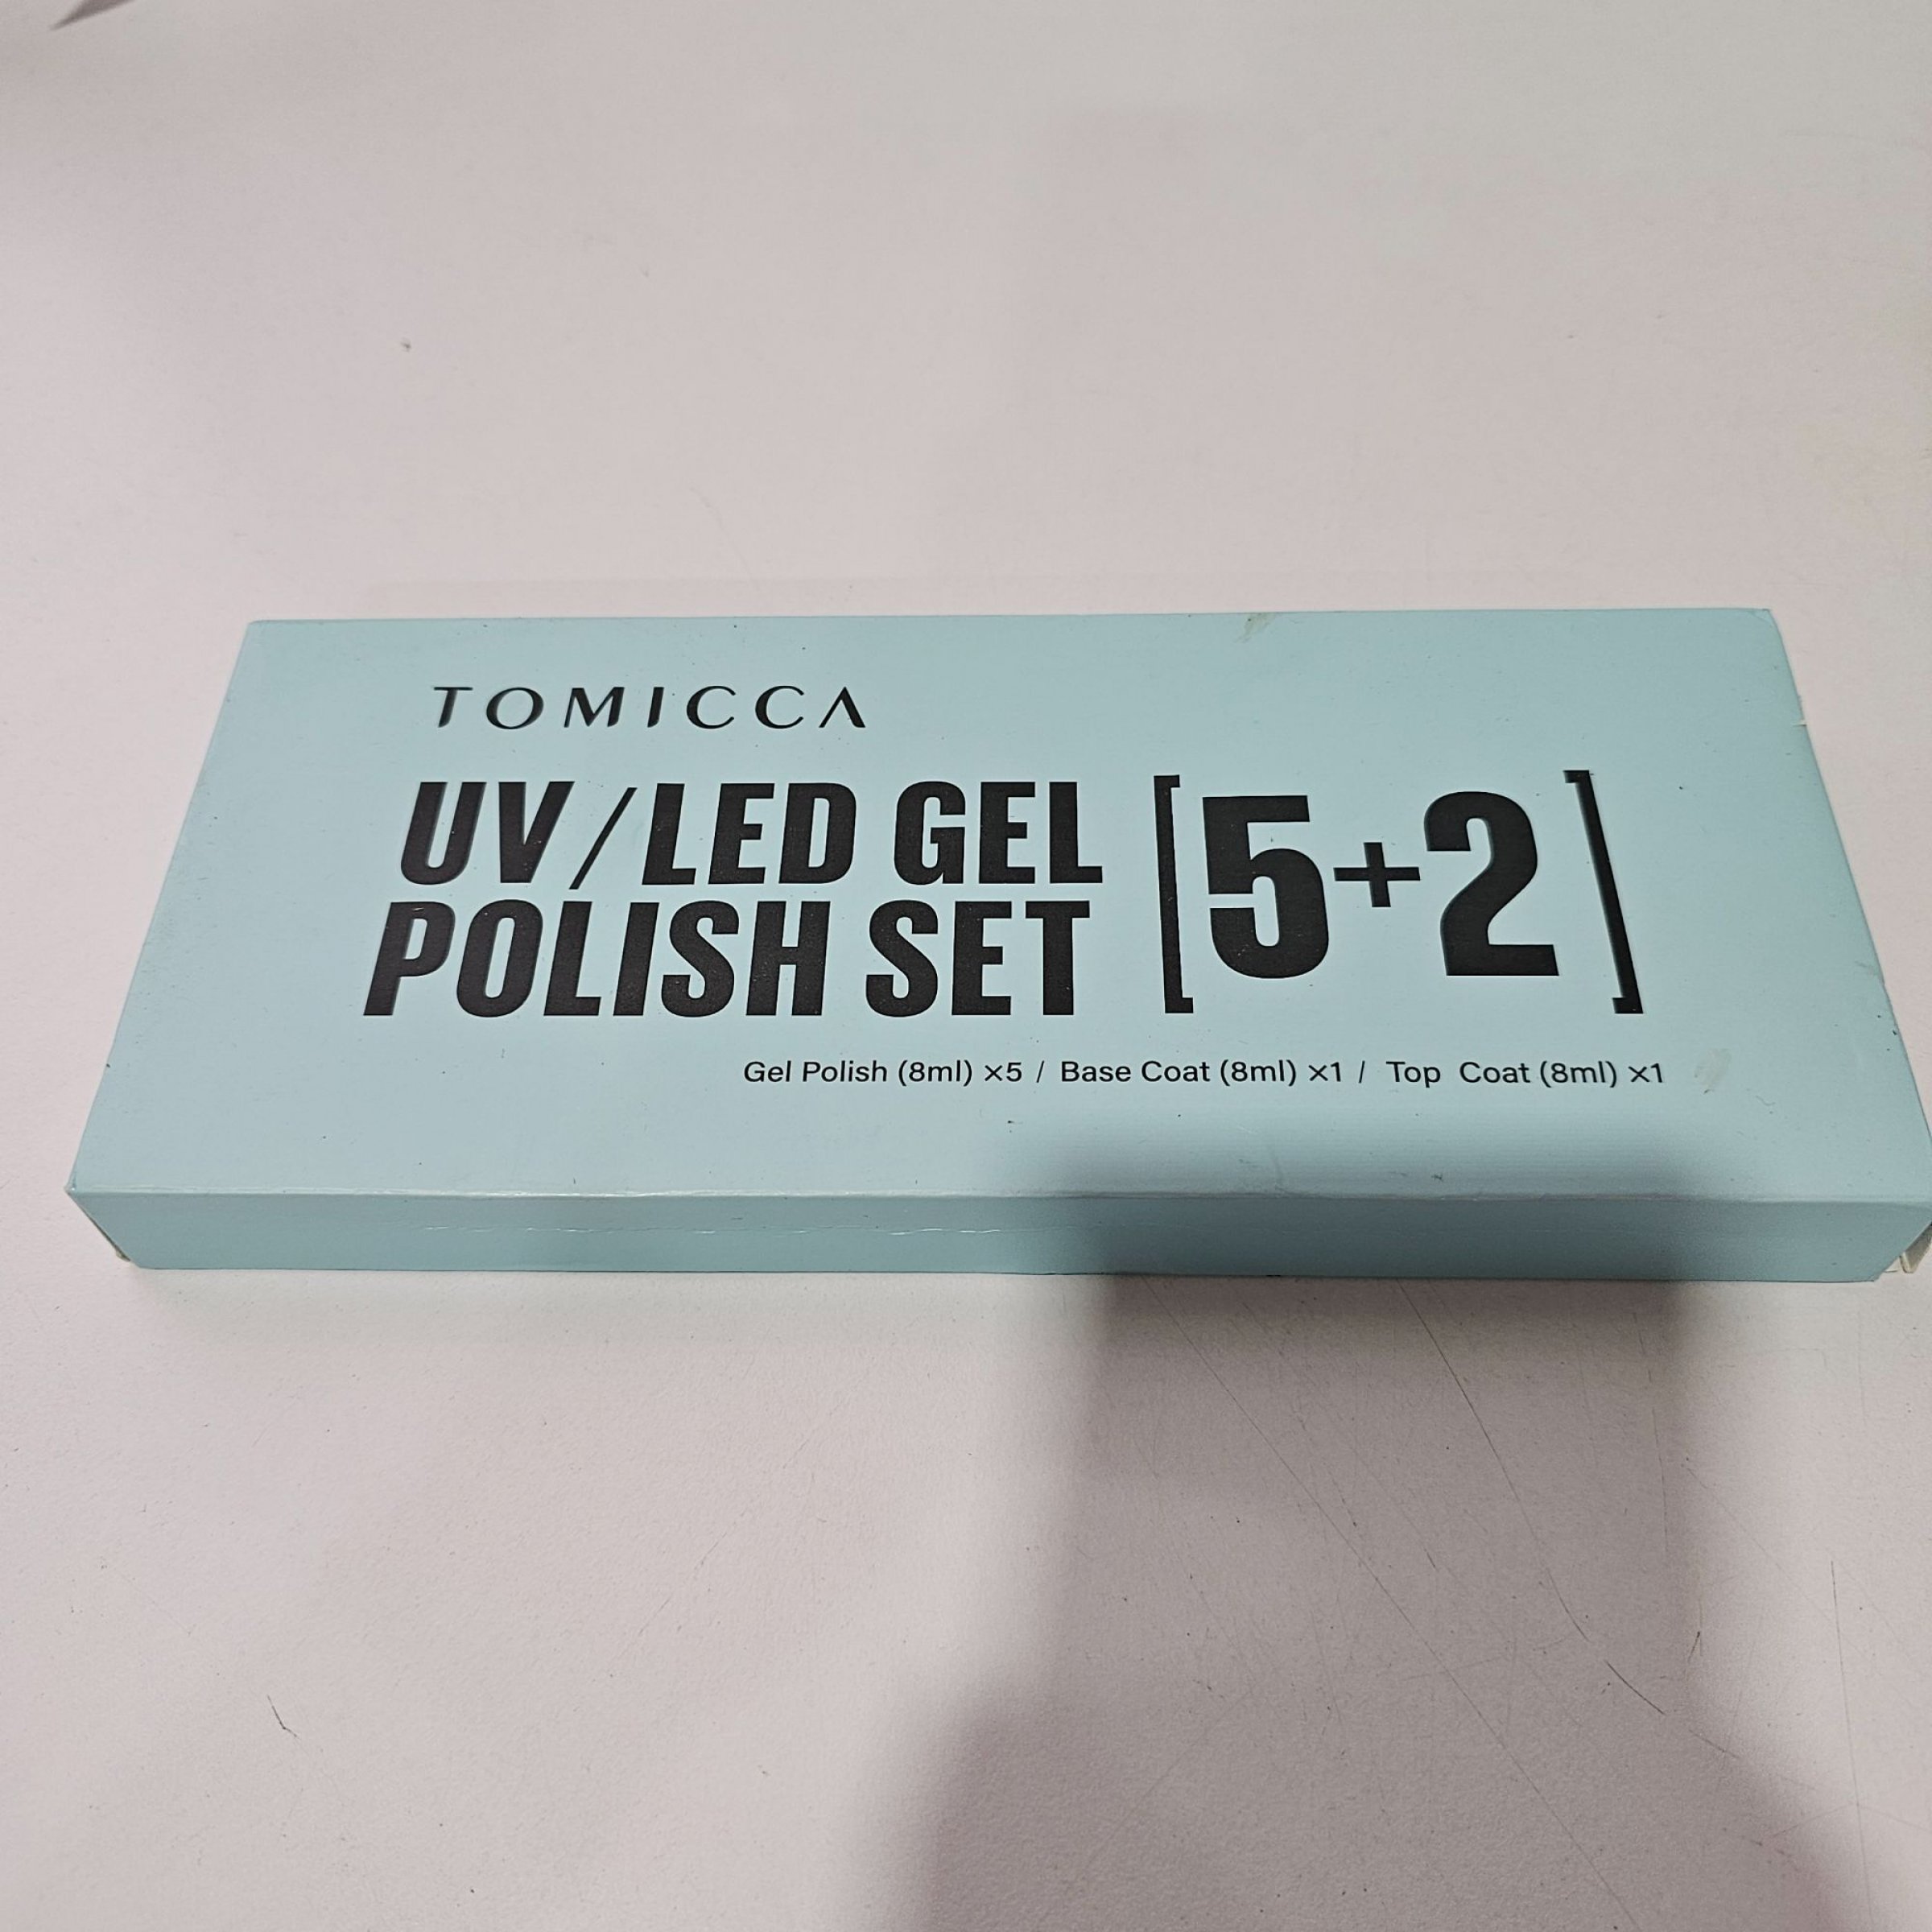 TOMICCA
UV/LED GEL
POLISH SET
[5+2]
Gel Polish (8ml) ×5 / Base Coat (8ml) ×1 / Top Coat (8ml) ×1